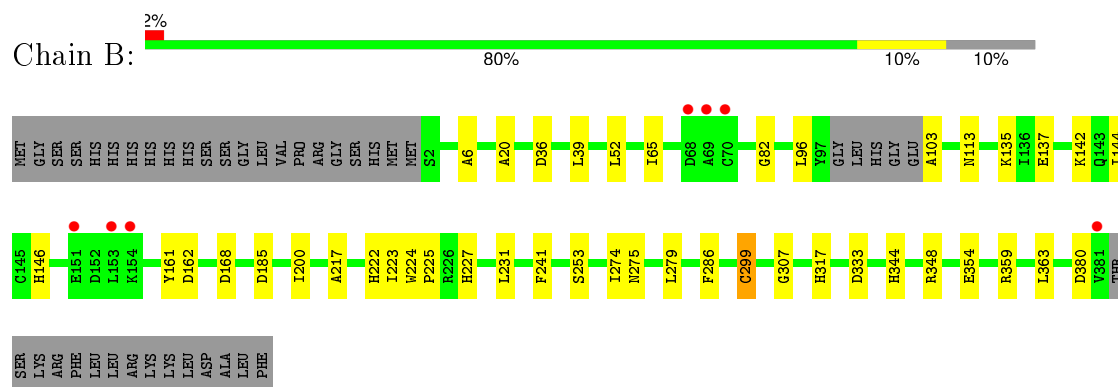 2%
Chain B:
80% 10% 10%
MET GLY SER SER HIS HIS HIS HIS HIS HIS SER SER GLY LEU VAL PRO ARG GLY SER HIS MET MET S2 A6 A20 D36 L39 L52 I65 D68 A69 C70 G82 L96 Y97 GLY LEU HIS GLY GLU A103 N113 K135 I136 E137 K142 Q143 I144
C145 H146 E151 D152 L153 K154 Y161 D162 D168 D185 I200 A217 H222 I223 W224 P225 R226 H227 L231 F241 S253 I274 N275 L279 F286 C299 G307 H317 D333 H344 R348 E354 R359 L363 D380 V381 THR
SER LYS ARG PHE LEU LEU ARG LYS LYS LEU ASP ALA LEU PHE